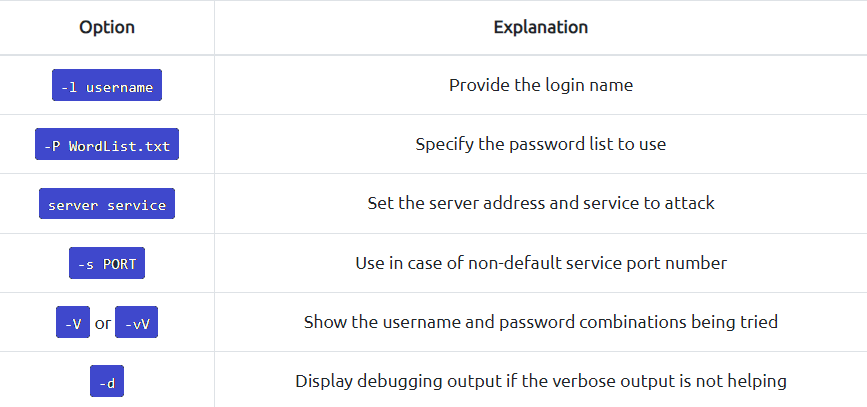 Option Explanation
-l username Provide the login name
-P WordList.txt Specify the password list to use
server service Set the server address and service to attack
-s PORT Use in case of non-default service port number
-V or -vV Show the username and password combinations being tried
-d Display debugging output if the verbose output is not helping